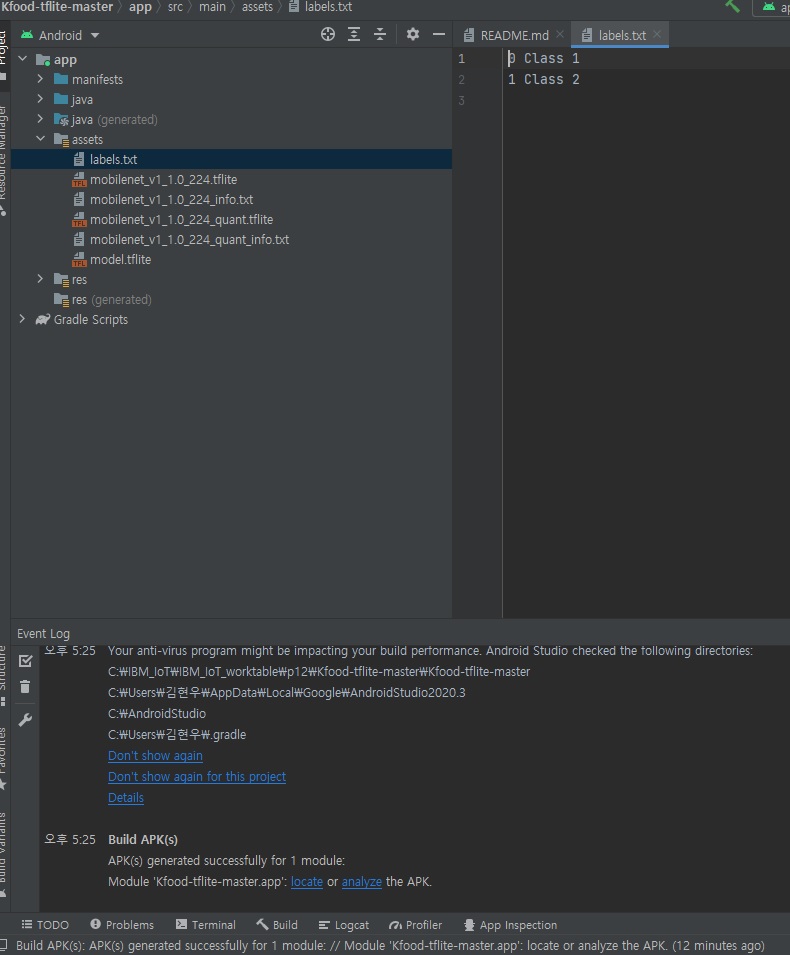 Kfood-tflite-master > app > src > main > assets > labels.txt
Project
Android
README.md
labels.txt
app
manifests
java
java (generated)
assets
labels.txt
mobilenet_v1_1.0_224.tflite
mobilenet_v1_1.0_224_info.txt
mobilenet_v1_1.0_224_quant.tflite
mobilenet_v1_1.0_224_quant_info.txt
model.tflite
res
res (generated)
Gradle Scripts
Resource Manager
1 0 Class 1
2 1 Class 2
3
Event Log
오후 5:25 Your anti-virus program might be impacting your build performance. Android Studio checked the following directories:
C:₩IBM_IoT₩IBM_IoT_worktable₩p12₩Kfood-tflite-master₩Kfood-tflite-master
C:₩Users₩김현우₩AppData₩Local₩Google₩AndroidStudio2020.3
C:₩AndroidStudio
C:₩Users₩김현우₩.gradle
Don't show again
Don't show again for this project
Details
오후 5:25 Build APK(s)
APK(s) generated successfully for 1 module:
Module 'Kfood-tflite-master.app': locate or analyze the APK.
Structure
Favorites
Build Variants
TODO Problems Terminal Build Logcat Profiler App Inspection
Build APK(s): APK(s) generated successfully for 1 module: // Module 'Kfood-tflite-master.app': locate or analyze the APK. (12 minutes ago)